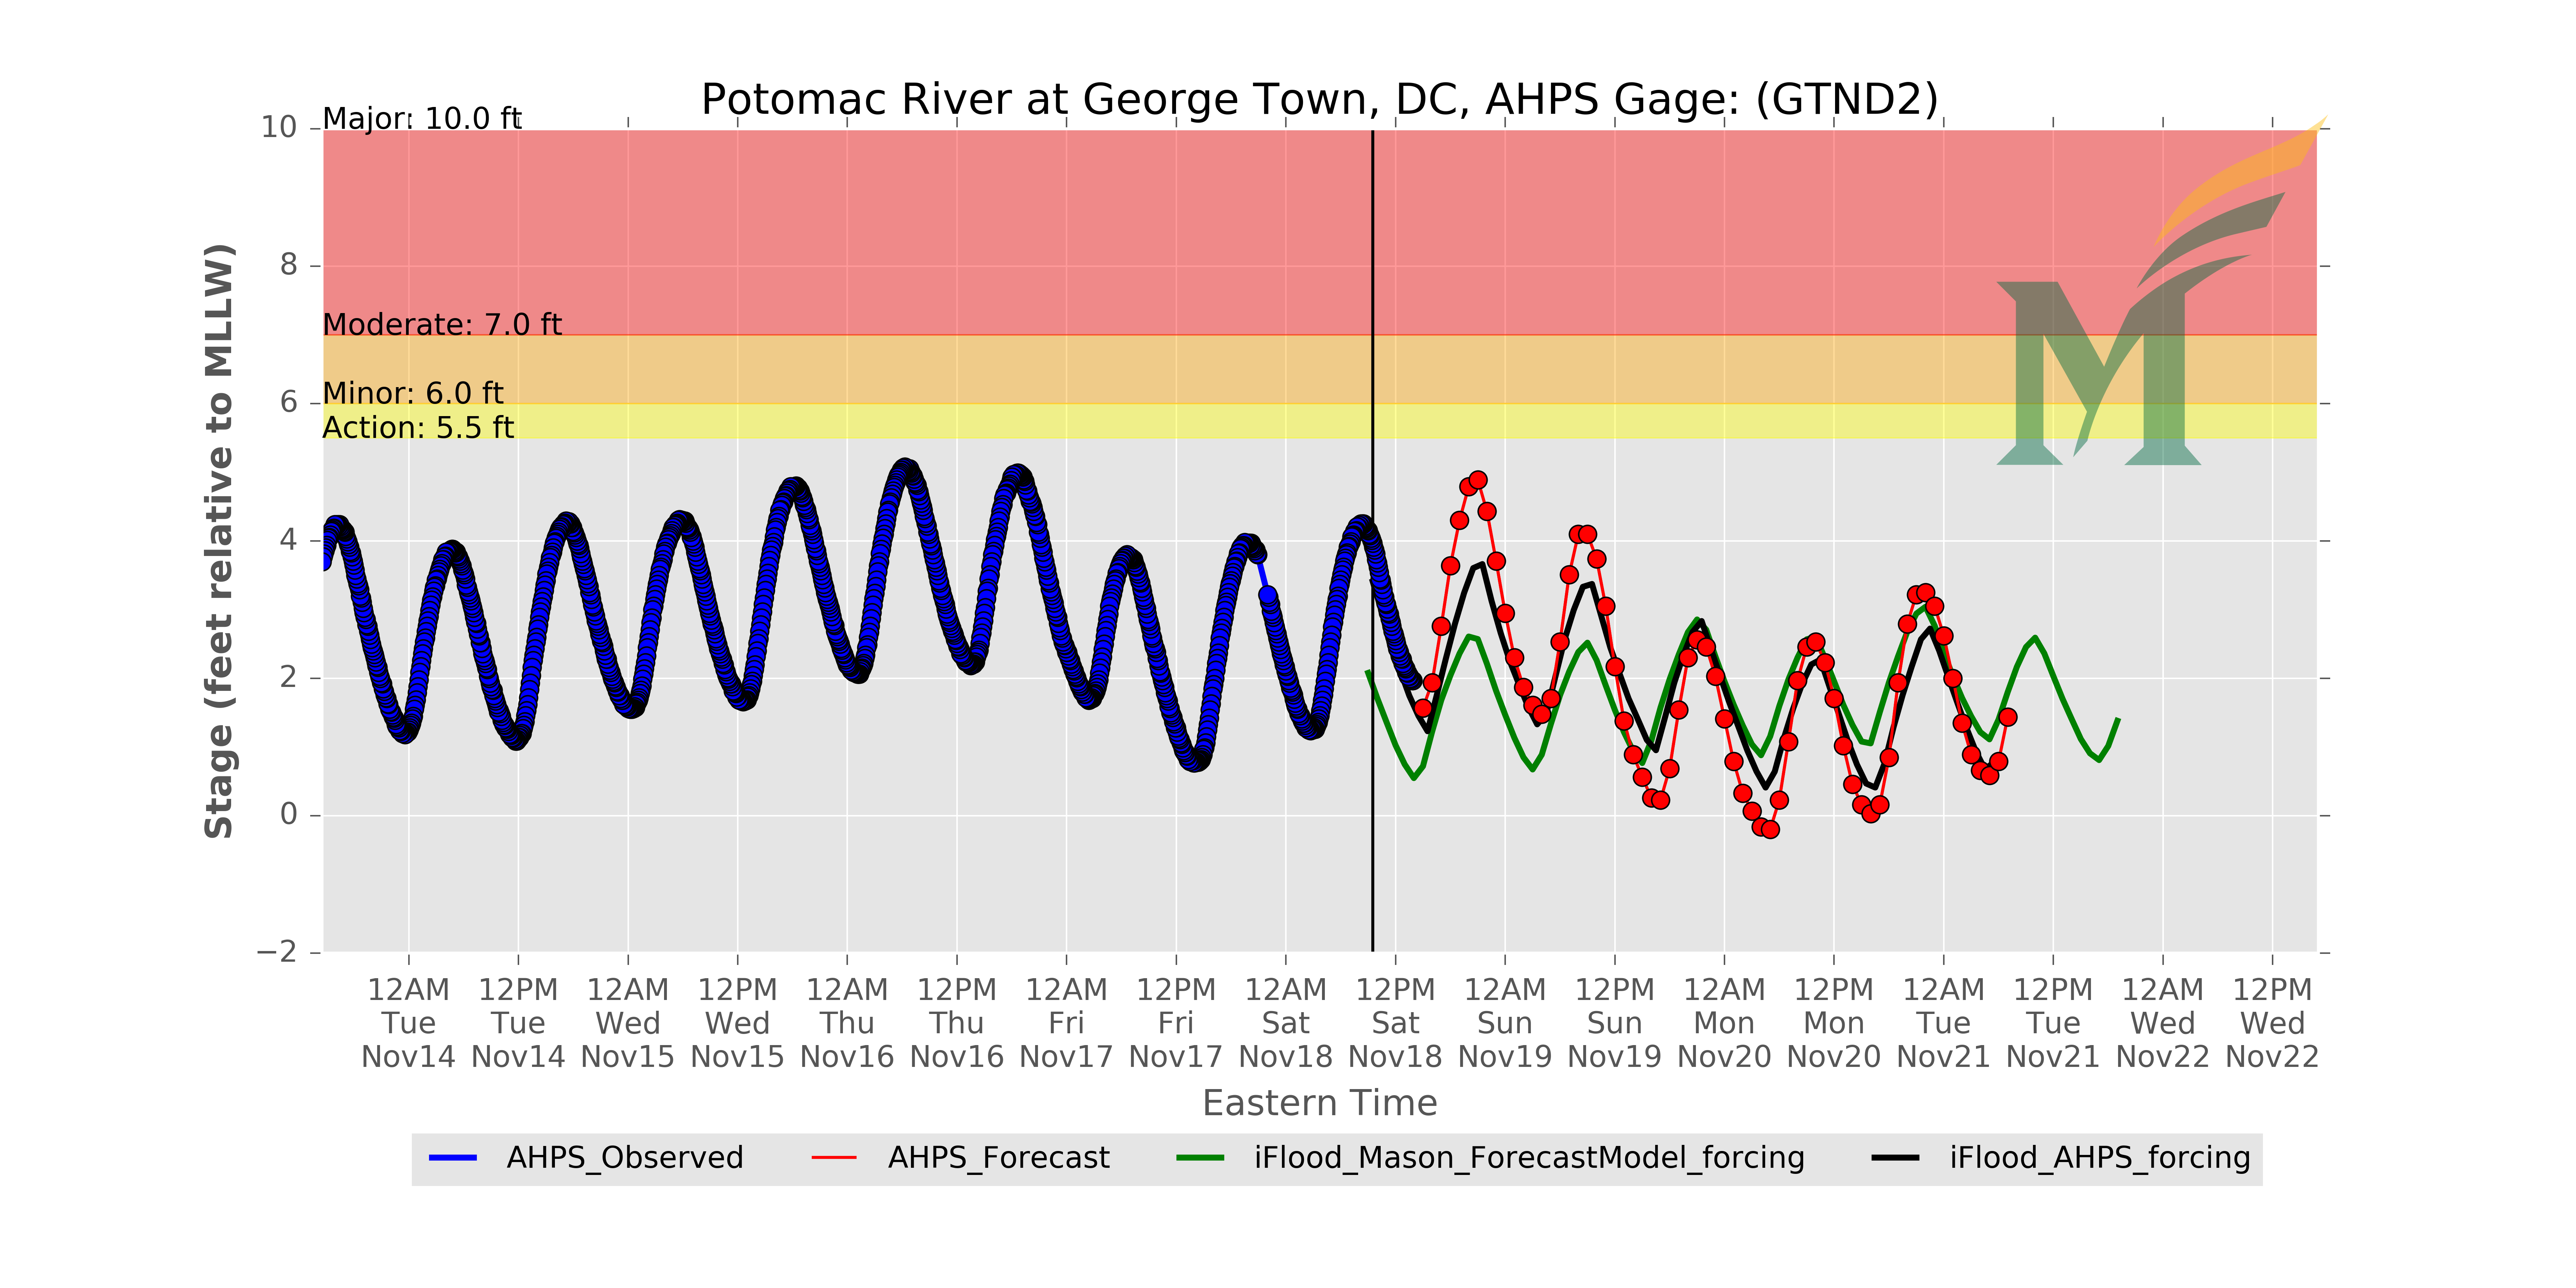 Potomac River at George Town, DC, AHPS Gage: (GTND2)
Major: 10.0 ft
Moderate: 7.0 ft
Minor: 6.0 ft
Action: 5.5 ft
Stage (feet relative to MLLW)
10
8
6
4
2
0
−2
12AM 12PM 12AM 12PM 12AM 12PM 12AM 12PM 12AM 12PM 12AM 12PM 12AM 12PM 12AM 12PM 12AM 12PM
Tue Tue Wed Wed Thu Thu Fri Fri Sat Sat Sun Sun Mon Mon Tue Tue Wed Wed
Nov14 Nov14 Nov15 Nov15 Nov16 Nov16 Nov17 Nov17 Nov18 Nov18 Nov19 Nov19 Nov20 Nov20 Nov21 Nov21 Nov22 Nov22
Eastern Time
AHPS_Observed AHPS_Forecast iFlood_Mason_ForecastModel_forcing iFlood_AHPS_forcing